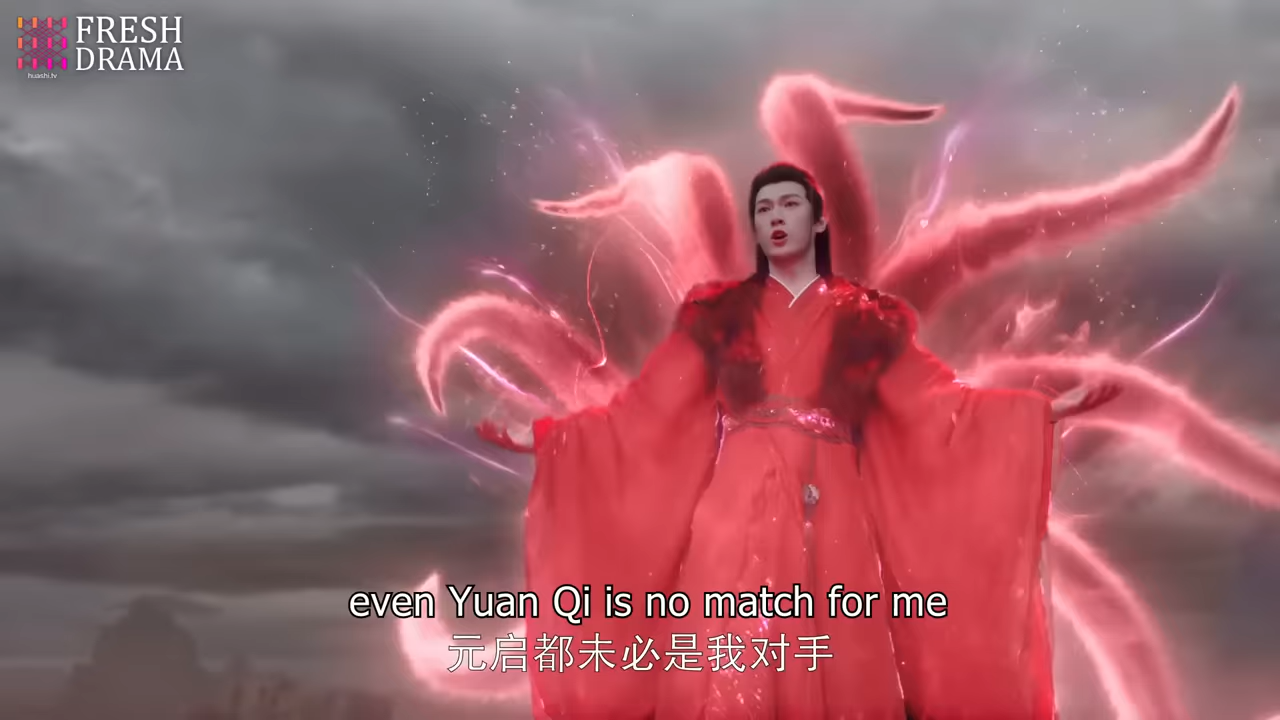 FRESH
DRAMA
huashi.tv
even Yuan Qi is no match for me
元启都未必是我对手